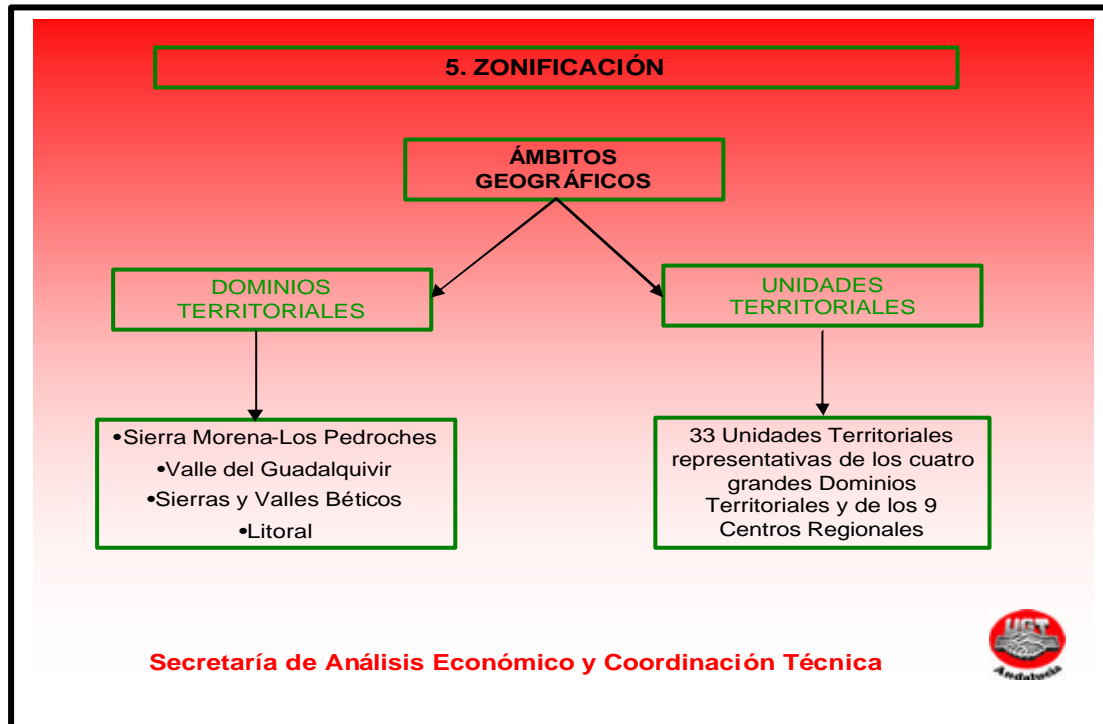 5. ZONIFICACIÓN
ÁMBITOS
GEOGRÁFICOS
DOMINIOS
TERRITORIALES
UNIDADES
TERRITORIALES
•Sierra Morena-Los Pedroches
•Valle del Guadalquivir
•Sierras y Valles Béticos
•Litoral
33 Unidades Territoriales
representativas de los cuatro
grandes Dominios
Territoriales y de los 9
Centros Regionales
Secretaría de Análisis Económico y Coordinación Técnica
UGT
Andalucía